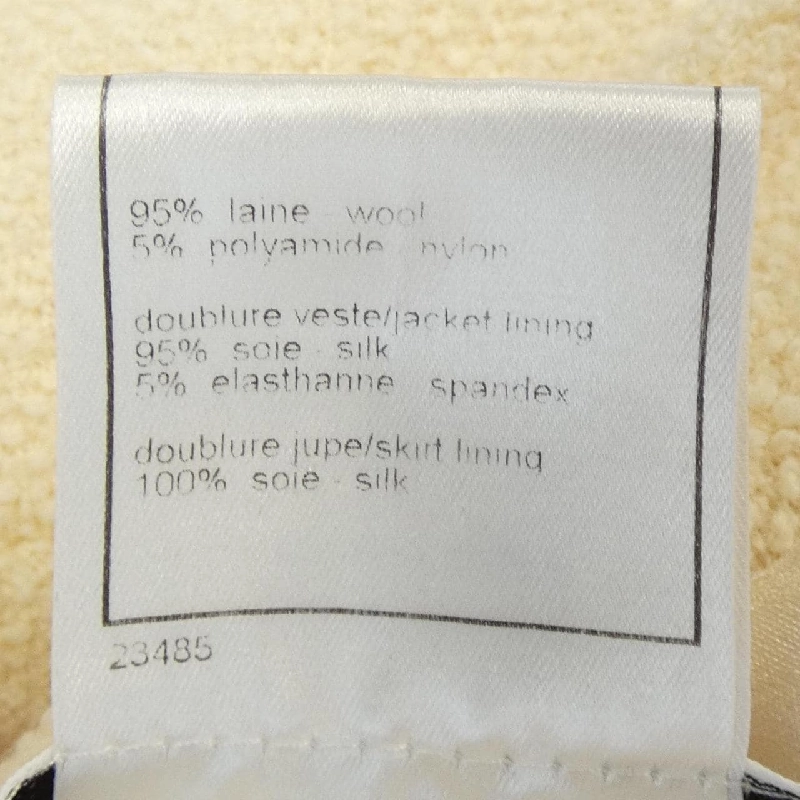 95% laine - wool
5% polyamide - nylon
doublure veste/jacket lining
95% soie - silk
5% elasthanne spandex
doublure jupe/skirt lining
100% soie - silk
23485